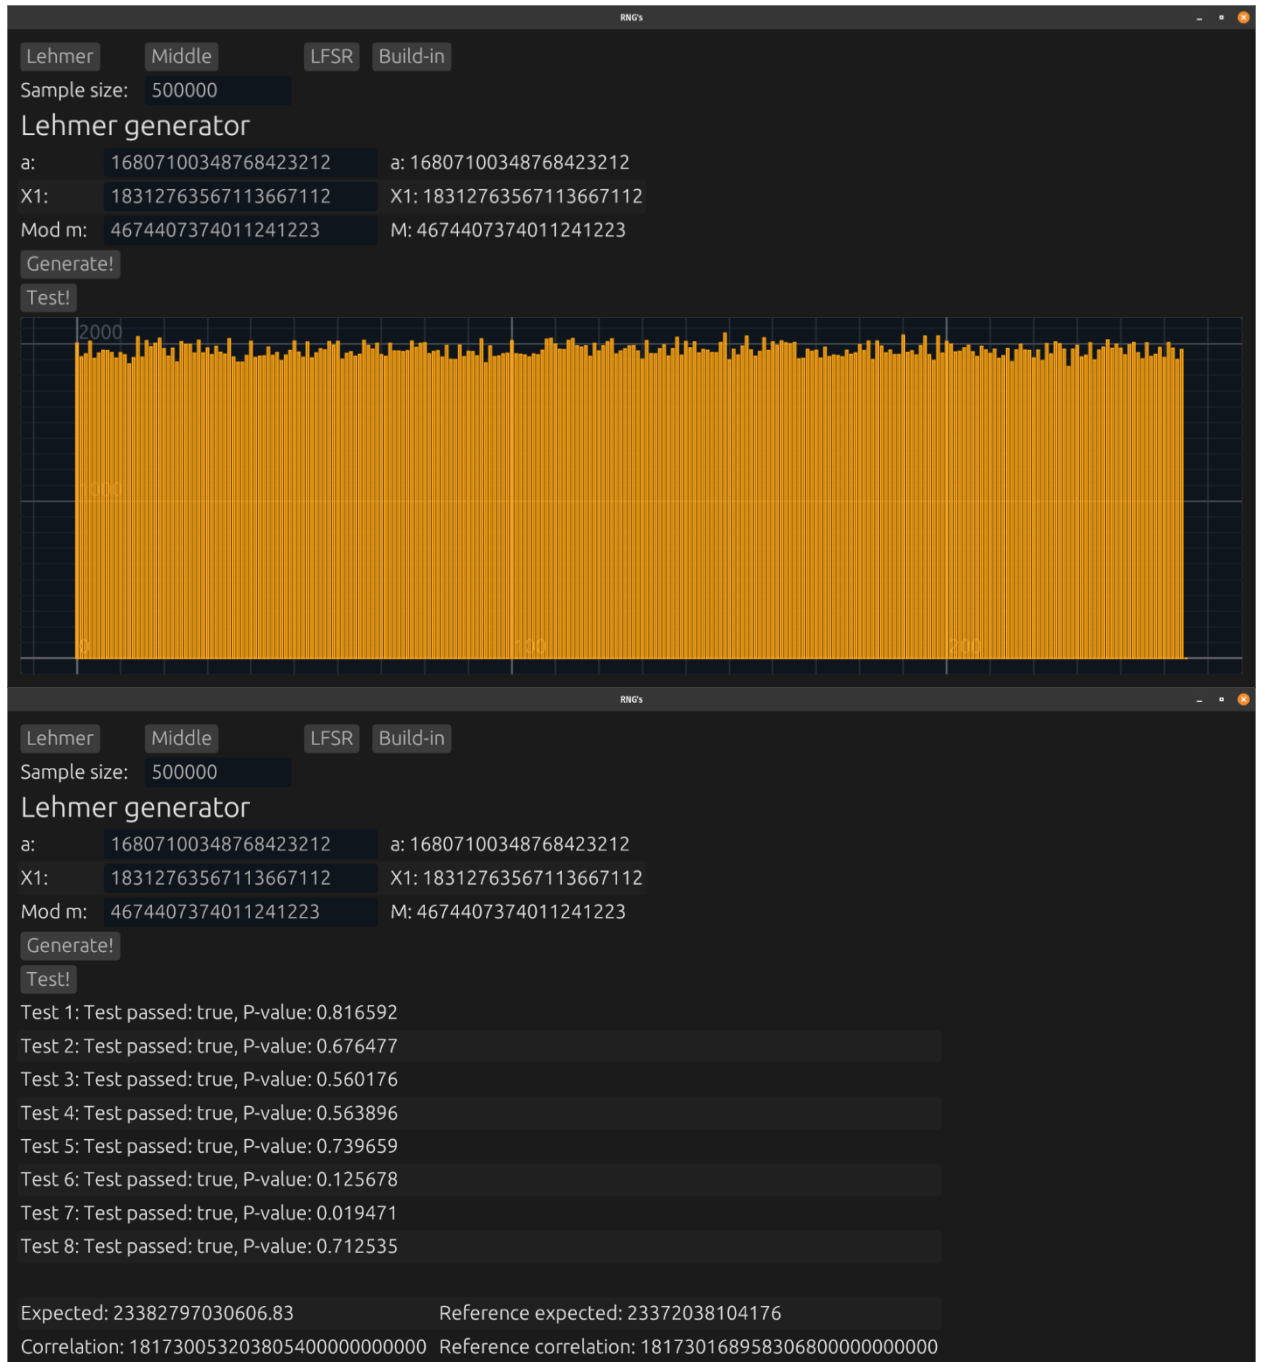 RNG's
Lehmer Middle LFSR Build-in
Sample size: 500000
Lehmer generator
a: 16807100348768423212 a: 16807100348768423212
X1: 18312763567113667112 X1: 18312763567113667112
Mod m: 4674407374011241223 M: 4674407374011241223
Generate!
Test!
2000
1000
0 100 200
RNG's
Lehmer Middle LFSR Build-in
Sample size: 500000
Lehmer generator
a: 16807100348768423212 a: 16807100348768423212
X1: 18312763567113667112 X1: 18312763567113667112
Mod m: 4674407374011241223 M: 4674407374011241223
Generate!
Test!
Test 1: Test passed: true, P-value: 0.816592
Test 2: Test passed: true, P-value: 0.676477
Test 3: Test passed: true, P-value: 0.560176
Test 4: Test passed: true, P-value: 0.563896
Test 5: Test passed: true, P-value: 0.739659
Test 6: Test passed: true, P-value: 0.125678
Test 7: Test passed: true, P-value: 0.019471
Test 8: Test passed: true, P-value: 0.712535
Expected: 23382797030606.83 Reference expected: 23372038104176
Correlation: 181730053203805400000000000 Reference correlation: 181730168958306800000000000